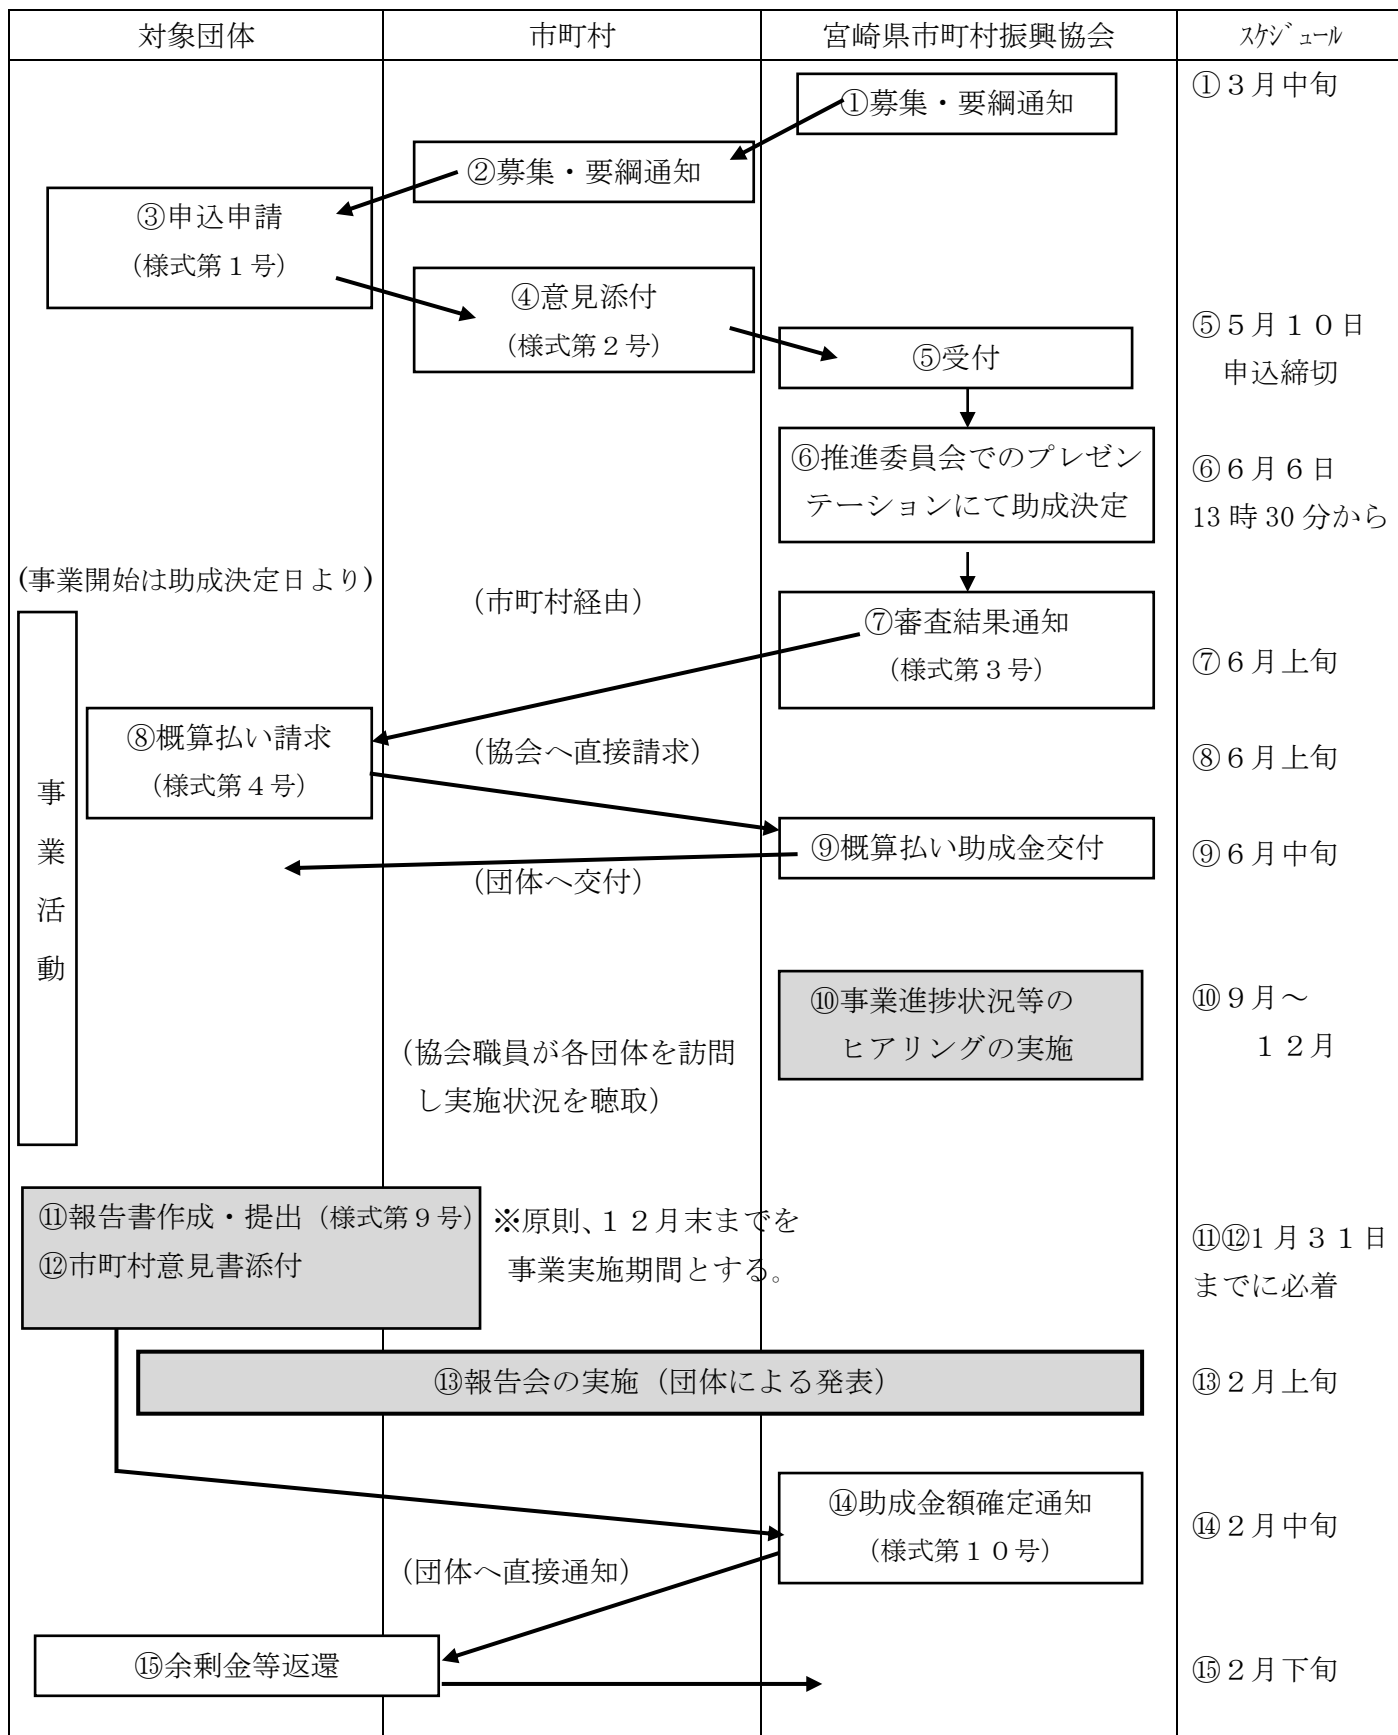 対象団体
市町村
宮崎県市町村振興協会
ｽｹｼﾞｭｰﾙ
①募集・要綱通知
①３月中旬
②募集・要綱通知
③申込申請
(様式第１号)
④意見添付
(様式第２号)
⑤受付
⑤５月１０日
申込締切
⑥推進委員会でのプレゼン
テーションにて助成決定
⑥６月６日
13時30分から
(事業開始は助成決定日より)
(市町村経由)
⑦審査結果通知
(様式第３号)
⑦６月上旬
⑧概算払い請求
(様式第４号)
(協会へ直接請求)
⑧６月上旬
事業活動
⑨概算払い助成金交付
⑨６月中旬
(団体へ交付)
⑩事業進捗状況等の
ヒアリングの実施
⑩９月～
１２月
(協会職員が各団体を訪問
し実施状況を聴取)
⑪報告書作成・提出（様式第９号）
⑫市町村意見書添付
※原則、１２月末までを
事業実施期間とする。
⑪⑫1月３１日
までに必着
⑬報告会の実施（団体による発表）
⑬２月上旬
⑭助成金額確定通知
(様式第１０号)
⑭２月中旬
(団体へ直接通知)
⑮余剰金等返還
⑮２月下旬